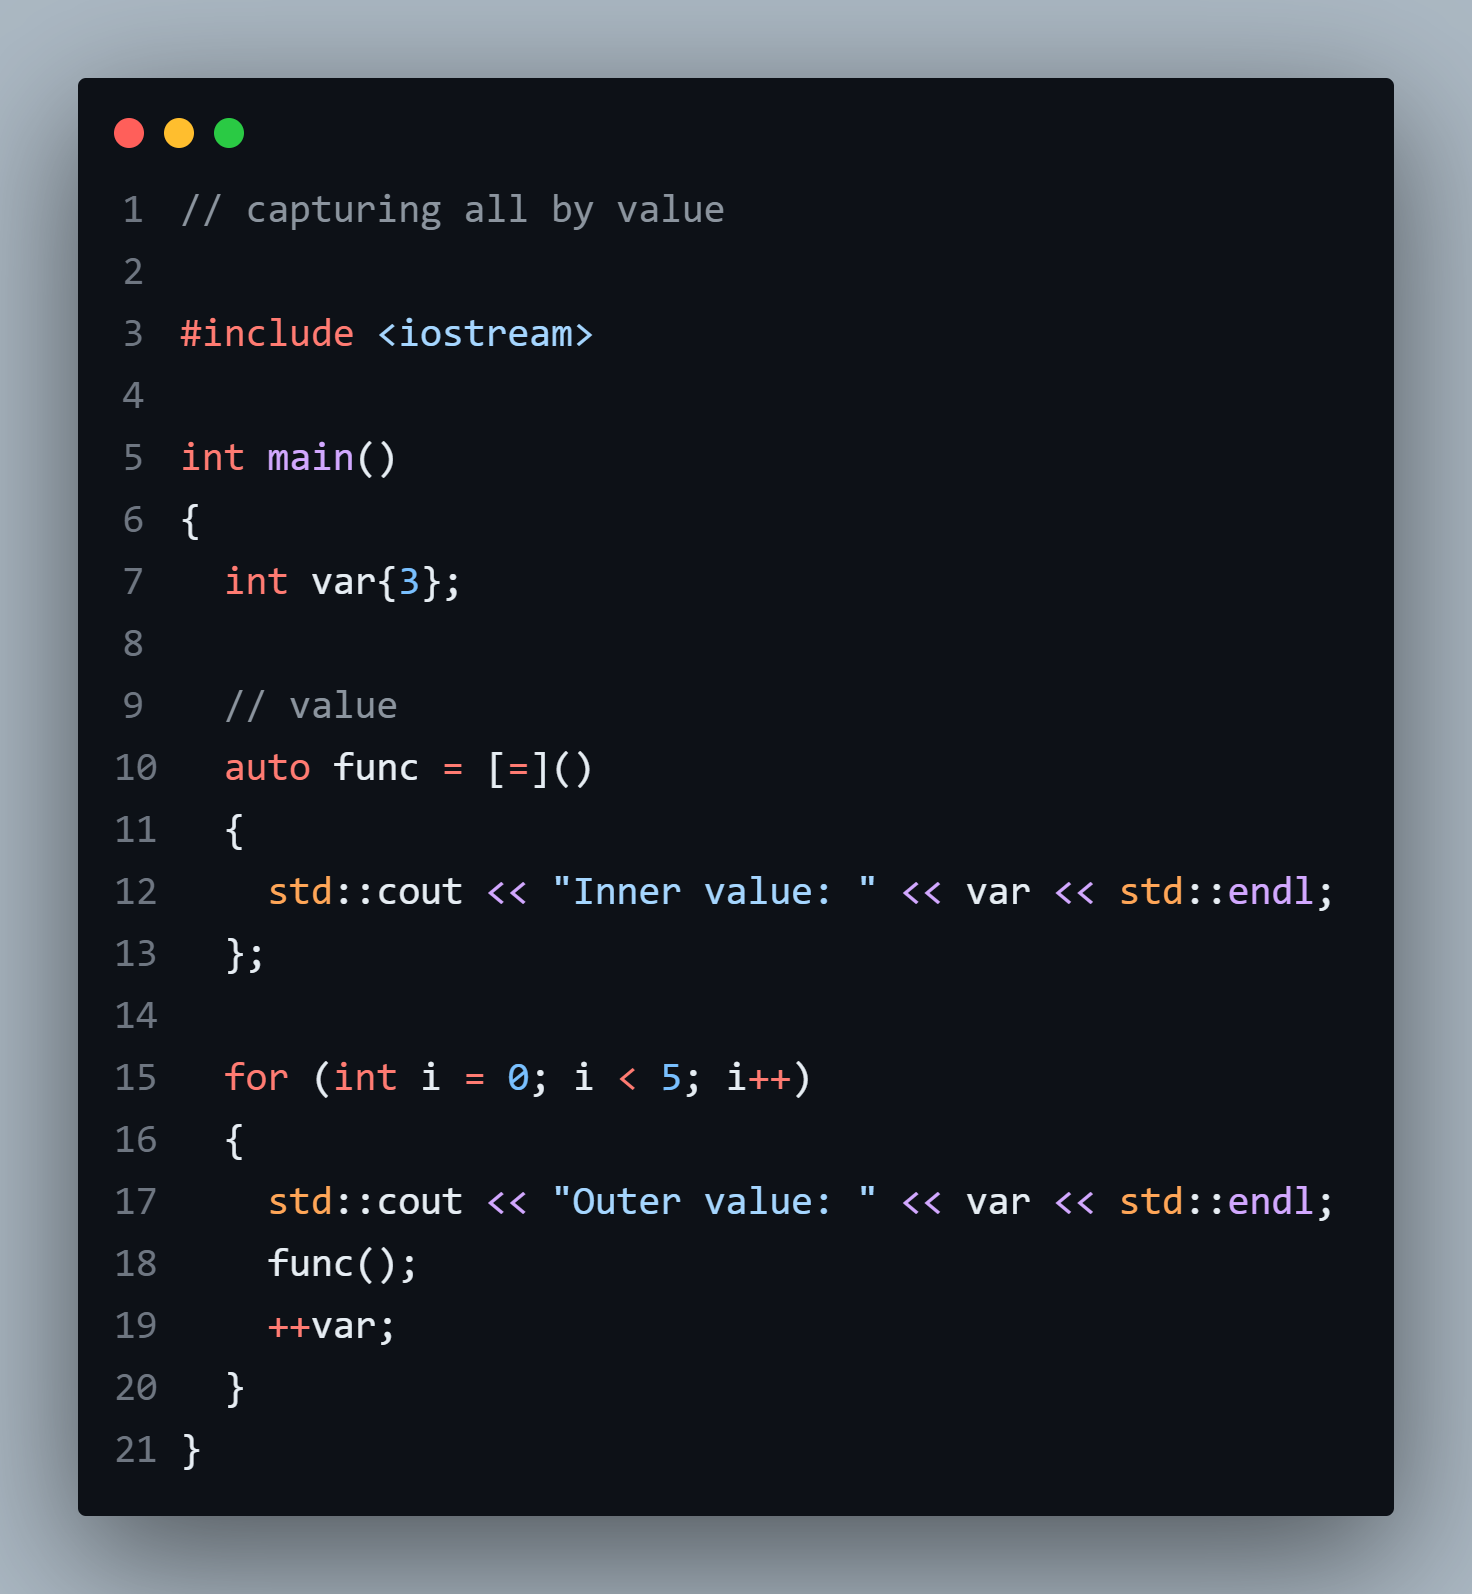 1 // capturing all by value
2
3 #include <iostream>
4
5 int main()
6 {
7   int var{3};
8
9   // value
10   auto func = [=]()
11   {
12     std::cout << "Inner value: " << var << std::endl;
13   };
14
15   for (int i = 0; i < 5; i++)
16   {
17     std::cout << "Outer value: " << var << std::endl;
18     func();
19     ++var;
20   }
21 }